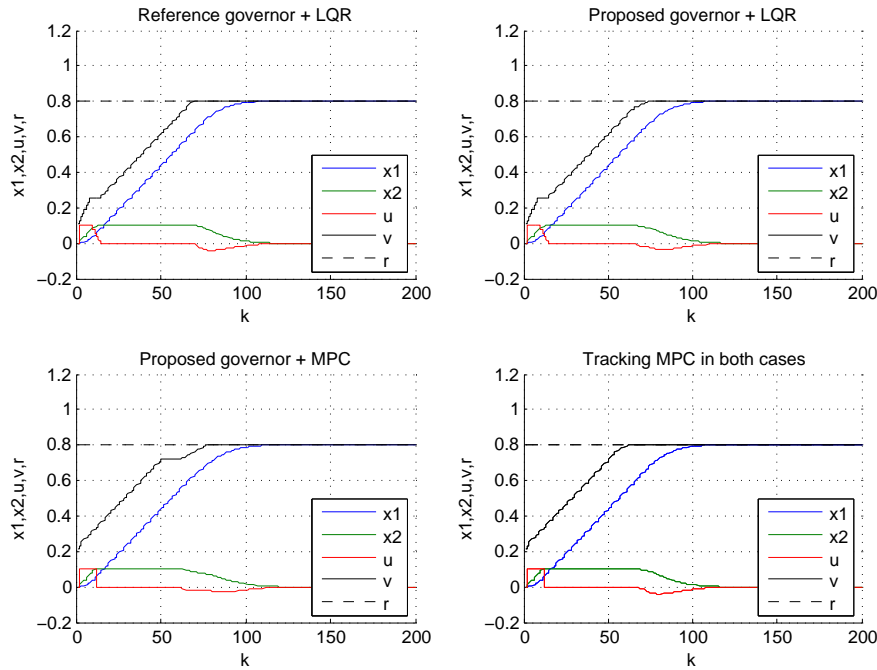 Reference governor + LQR
1.2
1
0.8
0.6
0.4
0.2
0
−0.2
x1,x2,u,v,r
0
50
100
150
200
k
x1
x2
u
v
r
Proposed governor + LQR
1.2
1
0.8
0.6
0.4
0.2
0
−0.2
x1,x2,u,v,r
0
50
100
150
200
k
x1
x2
u
v
r
Proposed governor + MPC
1.2
1
0.8
0.6
0.4
0.2
0
−0.2
x1,x2,u,v,r
0
50
100
150
200
k
x1
x2
u
v
r
Tracking MPC in both cases
1.2
1
0.8
0.6
0.4
0.2
0
−0.2
x1,x2,u,v,r
0
50
100
150
200
k
x1
x2
u
v
r